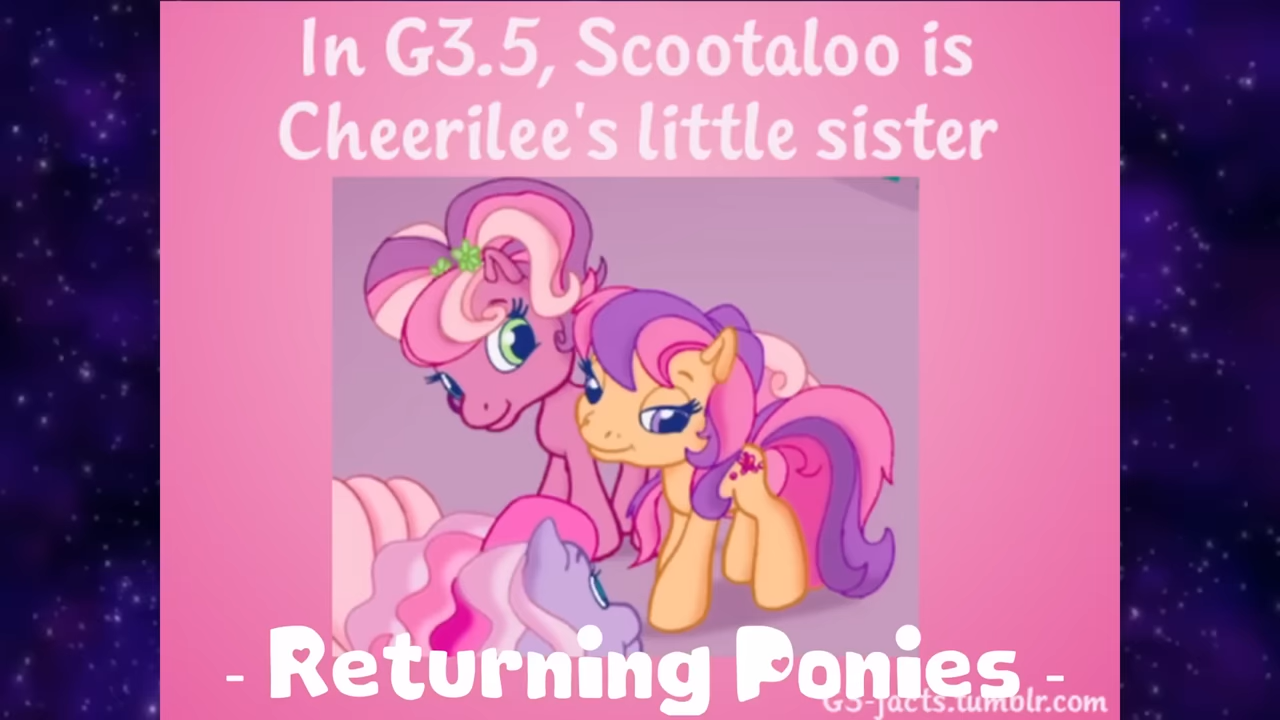 In G3.5, Scootaloo is
Cheerilee's little sister
- Returning Ponies -
G3-facts.tumblr.com